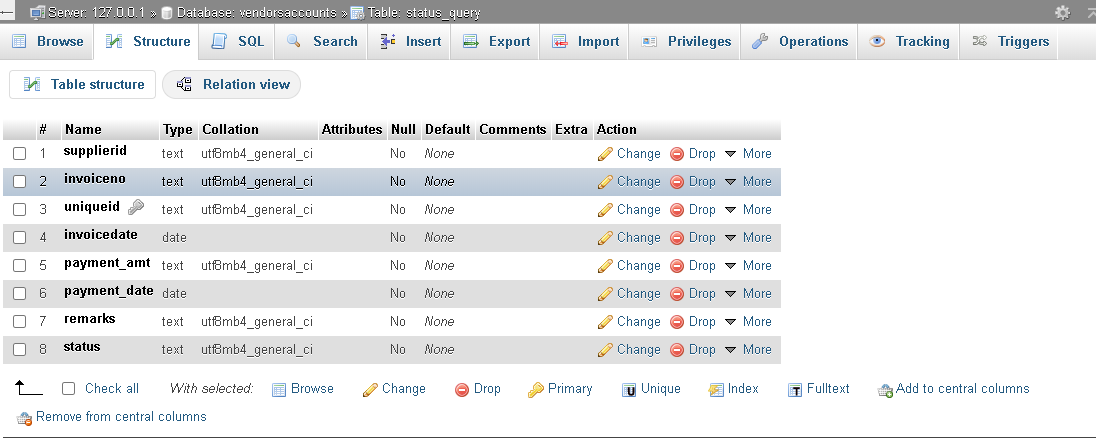 Server: 127.0.0.1 » Database: vendorsaccounts » Table: status_query
Browse Structure SQL Search Insert Export Import Privileges Operations Tracking Triggers
Table structure Relation view
# Name Type Collation Attributes Null Default Comments Extra Action
1 supplierid text utf8mb4_general_ci No None Change Drop More
2 invoiceno text utf8mb4_general_ci No None Change Drop More
3 uniqueid text utf8mb4_general_ci No None Change Drop More
4 invoicedate date No None Change Drop More
5 payment_amt text utf8mb4_general_ci No None Change Drop More
6 payment_date date No None Change Drop More
7 remarks text utf8mb4_general_ci No None Change Drop More
8 status text utf8mb4_general_ci No None Change Drop More
Check all With selected: Browse Change Drop Primary Unique Index Fulltext Add to central columns
Remove from central columns